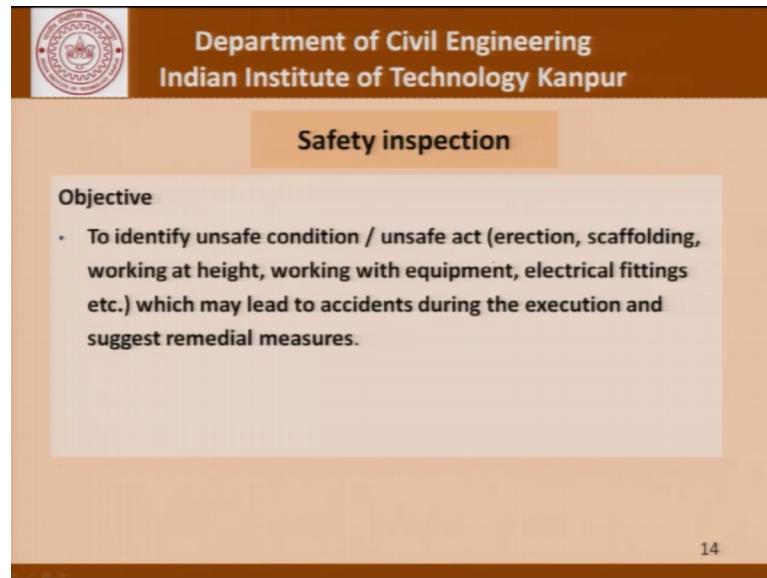 Department of Civil Engineering
Indian Institute of Technology Kanpur
Safety inspection
Objective
• To identify unsafe condition / unsafe act (erection, scaffolding,
working at height, working with equipment, electrical fittings
etc.) which may lead to accidents during the execution and
suggest remedial measures.
14